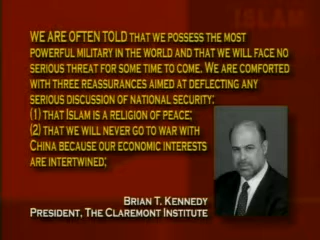 ISLAM
WE ARE OFTEN TOLD THAT WE POSSESS THE MOST
POWERFUL MILITARY IN THE WORLD AND THAT WE WILL FACE NO
SERIOUS THREAT FOR SOME TIME TO COME. WE ARE COMFORTED
WITH THREE REASSURANCES AIMED AT DEFLECTING ANY
SERIOUS DISCUSSION OF NATIONAL SECURITY:
(1) THAT ISLAM IS A RELIGION OF PEACE;
(2) THAT WE WILL NEVER GO TO WAR WITH
CHINA BECAUSE OUR ECONOMIC INTERESTS
ARE INTERTWINED;
BRIAN T. KENNEDY
PRESIDENT, THE CLAREMONT INSTITUTE